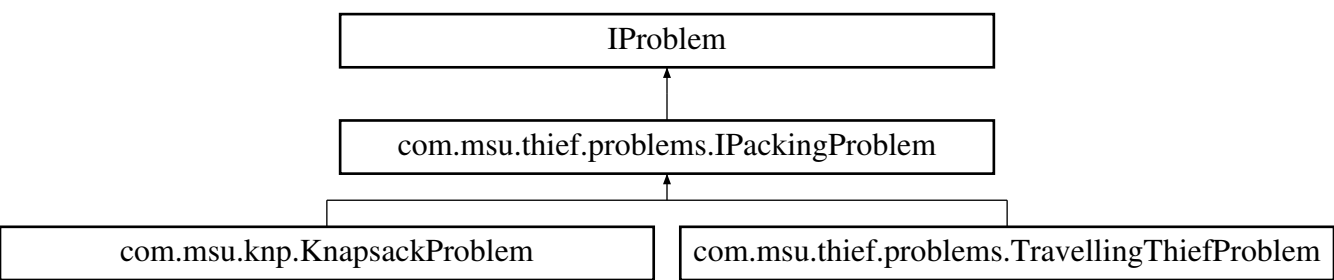 IProblem
com.msu.thief.problems.IPackingProblem
com.msu.knp.KnapsackProblem
com.msu.thief.problems.TravellingThiefProblem